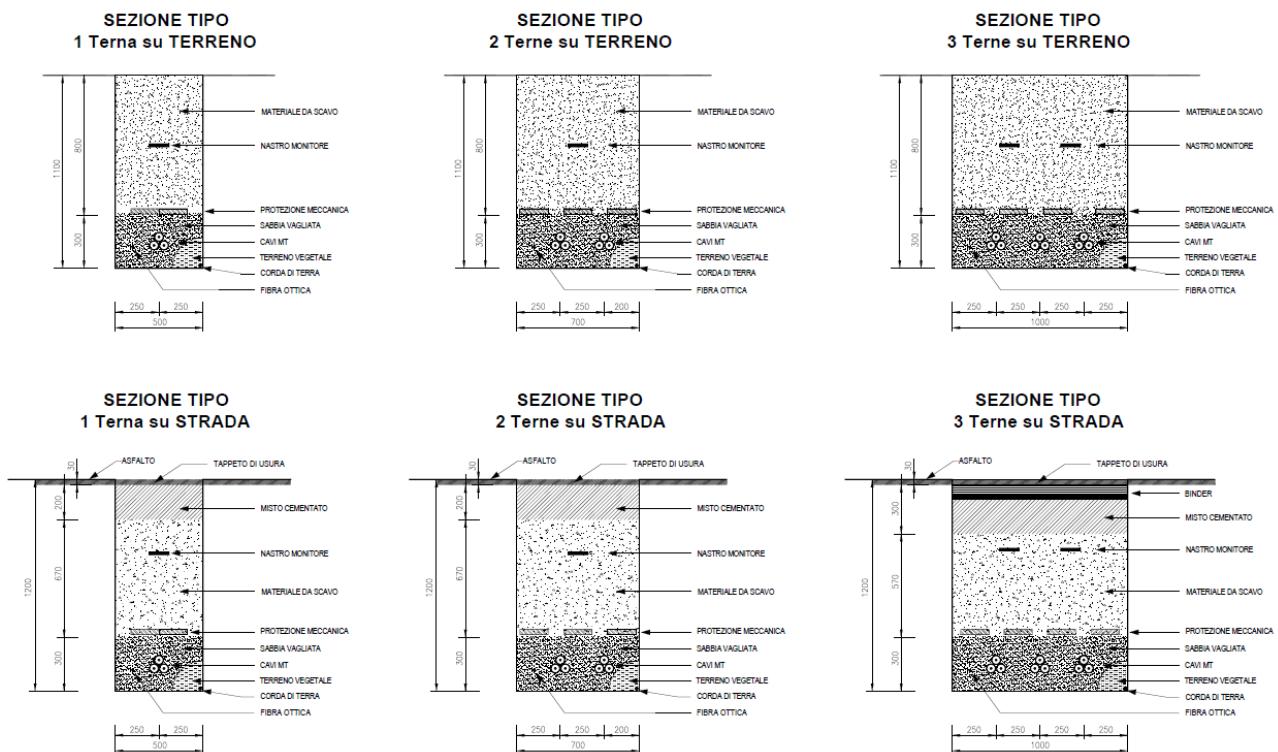 SEZIONE TIPO
1 Terna su TERRENO
1100
800
300
MATERIALE DA SCAVO
NASTRO MONITORE
PROTEZIONE MECCANICA
SABBIA VAGLIATA
CAVI MT
TERRENO VEGETALE
CORDA DI TERRA
FIBRA OTTICA
250 250
500
SEZIONE TIPO
2 Terne su TERRENO
1100
800
300
MATERIALE DA SCAVO
NASTRO MONITORE
PROTEZIONE MECCANICA
SABBIA VAGLIATA
CAVI MT
TERRENO VEGETALE
CORDA DI TERRA
FIBRA OTTICA
250 250 200
700
SEZIONE TIPO
3 Terne su TERRENO
1100
800
300
MATERIALE DA SCAVO
NASTRO MONITORE
PROTEZIONE MECCANICA
SABBIA VAGLIATA
CAVI MT
TERRENO VEGETALE
CORDA DI TERRA
FIBRA OTTICA
250 250 250 250
1000
SEZIONE TIPO
1 Terna su STRADA
30
ASFALTO
TAPPETO DI USURA
1200
200
670
300
MISTO CEMENTATO
NASTRO MONITORE
MATERIALE DA SCAVO
PROTEZIONE MECCANICA
SABBIA VAGLIATA
CAVI MT
TERRENO VEGETALE
CORDA DI TERRA
FIBRA OTTICA
250 250
500
SEZIONE TIPO
2 Terne su STRADA
30
ASFALTO
TAPPETO DI USURA
1200
200
670
300
MISTO CEMENTATO
NASTRO MONITORE
MATERIALE DA SCAVO
PROTEZIONE MECCANICA
SABBIA VAGLIATA
CAVI MT
TERRENO VEGETALE
CORDA DI TERRA
FIBRA OTTICA
250 250 200
700
SEZIONE TIPO
3 Terne su STRADA
30
ASFALTO
TAPPETO DI USURA
1200
300
570
300
BINDER
MISTO CEMENTATO
NASTRO MONITORE
MATERIALE DA SCAVO
PROTEZIONE MECCANICA
SABBIA VAGLIATA
CAVI MT
TERRENO VEGETALE
CORDA DI TERRA
FIBRA OTTICA
250 250 250 250
1000